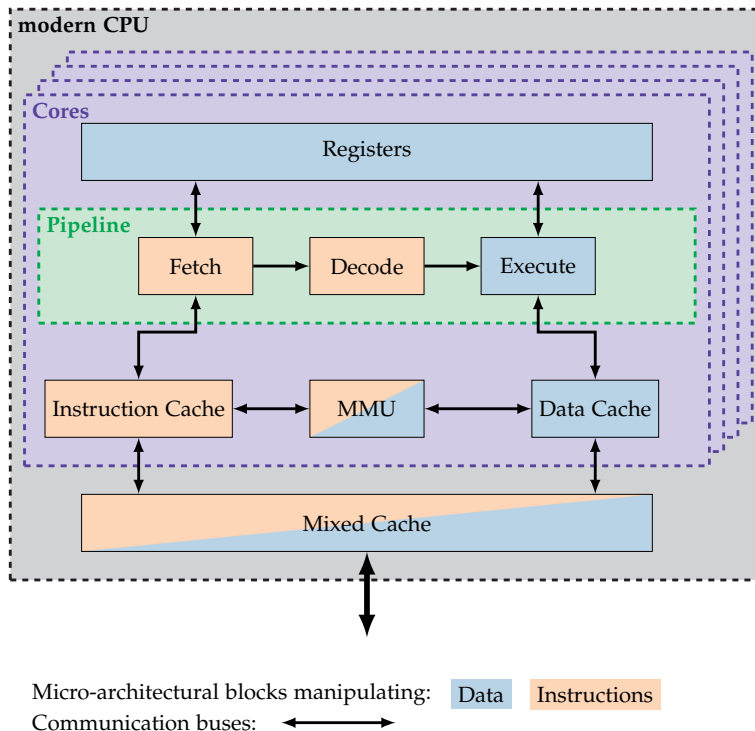 modern CPU
Cores
Registers
Pipeline
Fetch Decode Execute
Instruction Cache MMU Data Cache
Mixed Cache
Micro-architectural blocks manipulating: Data Instructions
Communication buses: